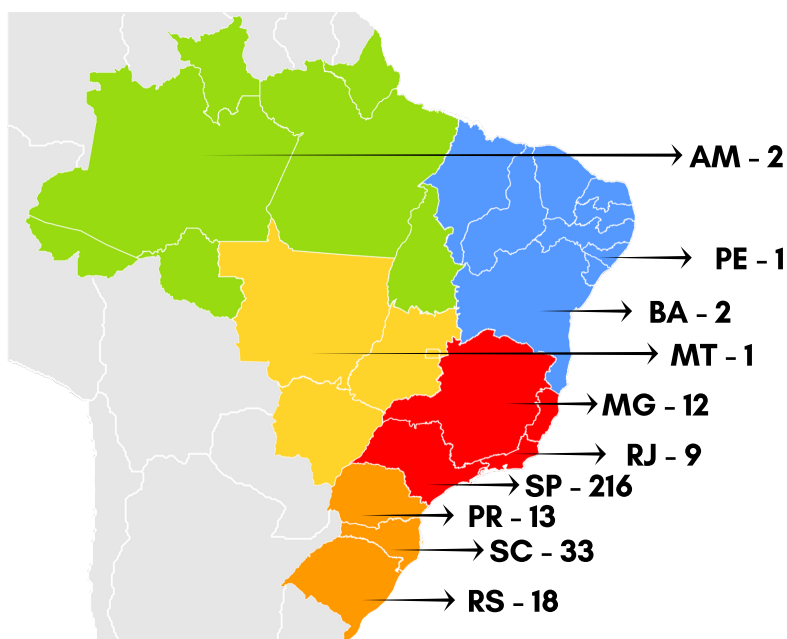 AM - 2
PE - 1
BA - 2
MT - 1
MG - 12
RJ - 9
SP - 216
PR - 13
SC - 33
RS - 18